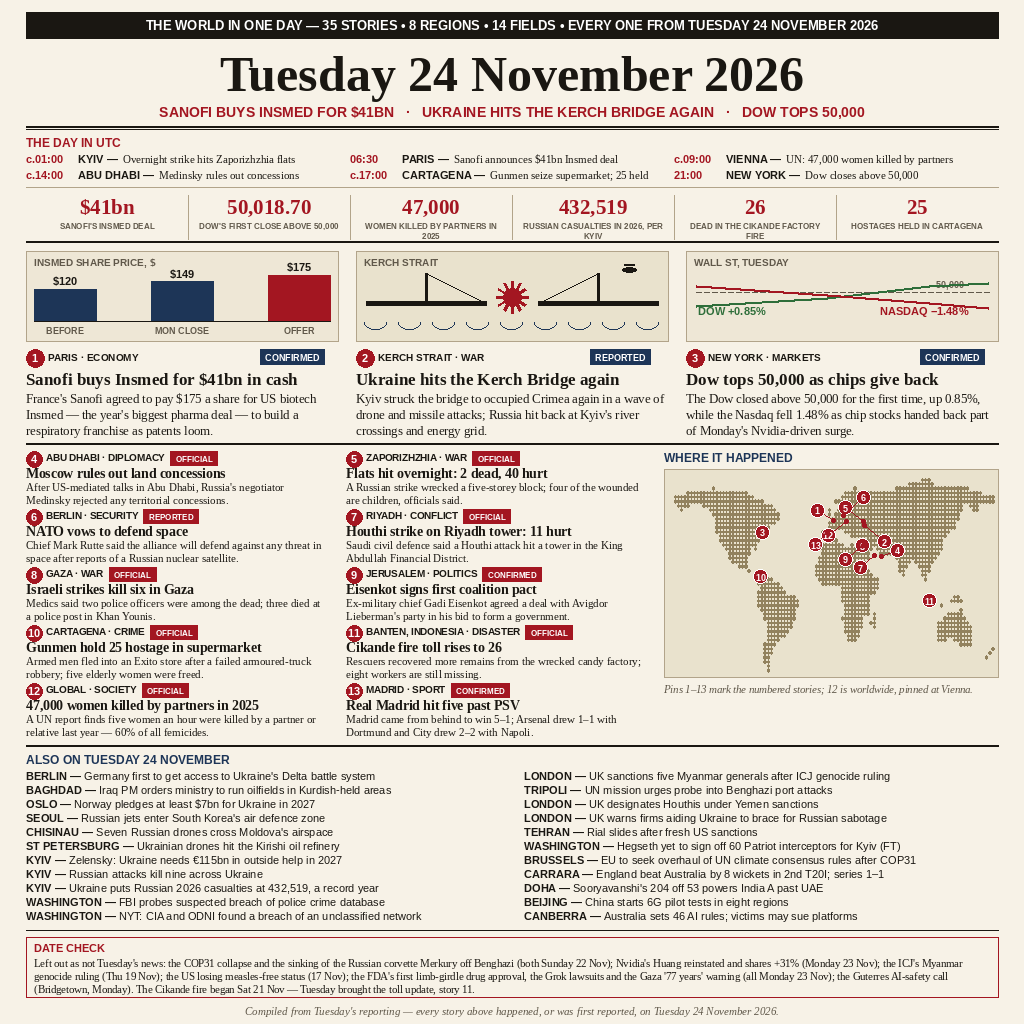 THE WORLD IN ONE DAY — 35 STORIES • 8 REGIONS • 14 FIELDS • EVERY ONE FROM TUESDAY 24 NOVEMBER 2026
Tuesday 24 November 2026
SANOFI BUYS INSMED FOR $41BN · UKRAINE HITS THE KERCH BRIDGE AGAIN · DOW TOPS 50,000
THE DAY IN UTC
c.01:00 KYIV — Overnight strike hits Zaporizhzhia flats
06:30 PARIS — Sanofi announces $41bn Insmed deal
c.09:00 VIENNA — UN: 47,000 women killed by partners
c.14:00 ABU DHABI — Medinsky rules out concessions
c.17:00 CARTAGENA — Gunmen seize supermarket; 25 held
21:00 NEW YORK — Dow closes above 50,000
$41bn
SANOFI'S INSMED DEAL
50,018.70
DOW'S FIRST CLOSE ABOVE 50,000
47,000
WOMEN KILLED BY PARTNERS IN
2025
432,519
RUSSIAN CASUALTIES IN 2026, PER
KYIV
26
DEAD IN THE CIKANDE FACTORY
FIRE
25
HOSTAGES HELD IN CARTAGENA
INSMED SHARE PRICE, $
$120
$149
$175
BEFORE
MON CLOSE
OFFER
KERCH STRAIT
WALL ST, TUESDAY
50,000
DOW +0.85%
NASDAQ −1.48%
1 PARIS · ECONOMY CONFIRMED
Sanofi buys Insmed for $41bn in cash
France's Sanofi agreed to pay $175 a share for US biotech
Insmed — the year's biggest pharma deal — to build a
respiratory franchise as patents loom.
2 KERCH STRAIT · WAR REPORTED
Ukraine hits the Kerch Bridge again
Kyiv struck the bridge to occupied Crimea again in a wave of
drone and missile attacks; Russia hit back at Kyiv's river
crossings and energy grid.
3 NEW YORK · MARKETS CONFIRMED
Dow tops 50,000 as chips give back
The Dow closed above 50,000 for the first time, up 0.85%,
while the Nasdaq fell 1.48% as chip stocks handed back part
of Monday's Nvidia-driven surge.
4 ABU DHABI · DIPLOMACY OFFICIAL
Moscow rules out land concessions
After US-mediated talks in Abu Dhabi, Russia's negotiator
Medinsky rejected any territorial concessions.
5 ZAPORIZHZHIA · WAR OFFICIAL
Flats hit overnight: 2 dead, 40 hurt
A Russian strike wrecked a five-storey block; four of the wounded
are children, officials said.
6 BERLIN · SECURITY REPORTED
NATO vows to defend space
Chief Mark Rutte said the alliance will defend against any threat in
space after reports of a Russian nuclear satellite.
7 RIYADH · CONFLICT OFFICIAL
Houthi strike on Riyadh tower: 11 hurt
Saudi civil defence said a Houthi attack hit a tower in the King
Abdullah Financial District.
8 GAZA · WAR OFFICIAL
Israeli strikes kill six in Gaza
Medics said two police officers were among the dead; three died at
a police post in Khan Younis.
9 JERUSALEM · POLITICS CONFIRMED
Eisenkot signs first coalition pact
Ex-military chief Gadi Eisenkot agreed a deal with Avigdor
Lieberman's party in his bid to form a government.
10 CARTAGENA · CRIME OFFICIAL
Gunmen hold 25 hostage in supermarket
Armed men fled into an Exito store after a failed armoured-truck
robbery; five elderly women were freed.
11 BANTEN, INDONESIA · DISASTER OFFICIAL
Cikande fire toll rises to 26
Rescuers recovered more remains from the wrecked candy factory;
eight workers are still missing.
12 GLOBAL · SOCIETY OFFICIAL
47,000 women killed by partners in 2025
A UN report finds five women an hour were killed by a partner or
relative last year — 60% of all femicides.
13 MADRID · SPORT CONFIRMED
Real Madrid hit five past PSV
Madrid came from behind to win 5–1; Arsenal drew 1–1 with
Dortmund and City drew 2–2 with Napoli.
WHERE IT HAPPENED
6
1
5
3
12
13
2
4
9
7
10
11
Pins 1–13 mark the numbered stories; 12 is worldwide, pinned at Vienna.
ALSO ON TUESDAY 24 NOVEMBER
BERLIN — Germany first to get access to Ukraine's Delta battle system
BAGHDAD — Iraq PM orders ministry to run oilfields in Kurdish-held areas
OSLO — Norway pledges at least $7bn for Ukraine in 2027
SEOUL — Russian jets enter South Korea's air defence zone
CHISINAU — Seven Russian drones cross Moldova's airspace
ST PETERSBURG — Ukrainian drones hit the Kirishi oil refinery
KYIV — Zelensky: Ukraine needs €115bn in outside help in 2027
KYIV — Russian attacks kill nine across Ukraine
KYIV — Ukraine puts Russian 2026 casualties at 432,519, a record year
WASHINGTON — FBI probes suspected breach of police crime database
WASHINGTON — NYT: CIA and ODNI found a breach of an unclassified network
LONDON — UK sanctions five Myanmar generals after ICJ genocide ruling
TRIPOLI — UN mission urges probe into Benghazi port attacks
LONDON — UK designates Houthis under Yemen sanctions
LONDON — UK warns firms aiding Ukraine to brace for Russian sabotage
TEHRAN — Rial slides after fresh US sanctions
WASHINGTON — Hegseth yet to sign off 60 Patriot interceptors for Kyiv (FT)
BRUSSELS — EU to seek overhaul of UN climate consensus rules after COP31
CARRARA — England beat Australia by 8 wickets in 2nd T20I; series 1–1
DOHA — Sooryavanshi's 204 off 53 powers India A past UAE
BEIJING — China starts 6G pilot tests in eight regions
CANBERRA — Australia sets 46 AI rules; victims may sue platforms
DATE CHECK
Left out as not Tuesday's news: the COP31 collapse and the sinking of the Russian corvette Merkury off Benghazi (both Sunday 22 Nov); Nvidia's Huang reinstated and shares +31% (Monday 23 Nov); the ICJ's Myanmar
genocide ruling (Thu 19 Nov); the US losing measles-free status (17 Nov); the FDA's first limb-girdle drug approval, the Grok lawsuits and the Gaza '77 years' warning (all Monday 23 Nov); the Guterres AI-safety call
(Bridgetown, Monday). The Cikande fire began Sat 21 Nov — Tuesday brought the toll update, story 11.
Compiled from Tuesday's reporting — every story above happened, or was first reported, on Tuesday 24 November 2026.